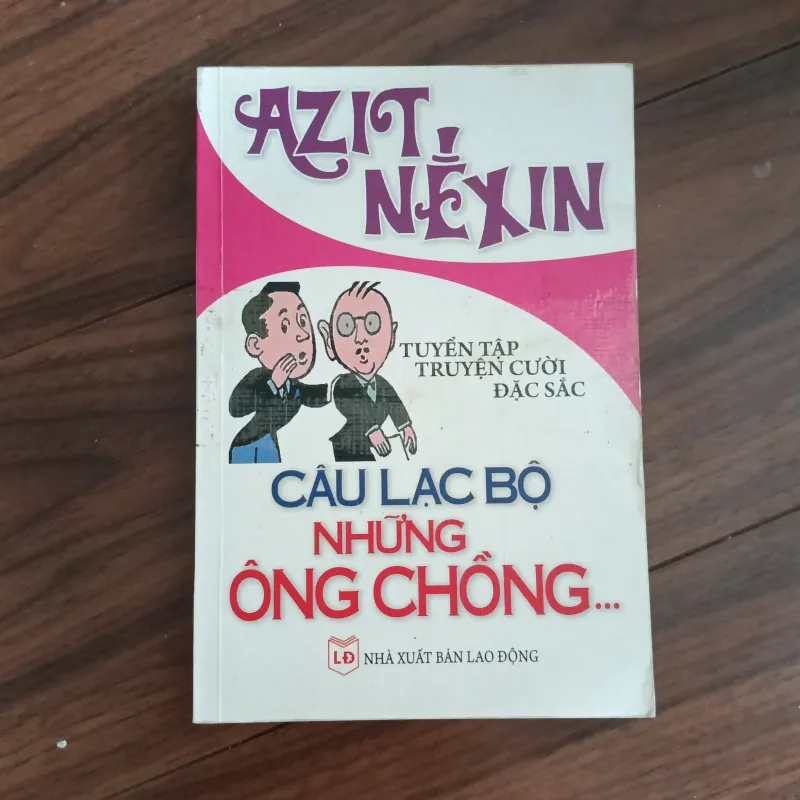 AZIT
NÊXIN
TUYỂN TẬP
TRUYỆN CƯỜI
ĐẶC SẮC
CÂU LẠC BỘ
NHỮNG
ÔNG CHỒNG...
LĐ NHÀ XUẤT BẢN LAO ĐỘNG